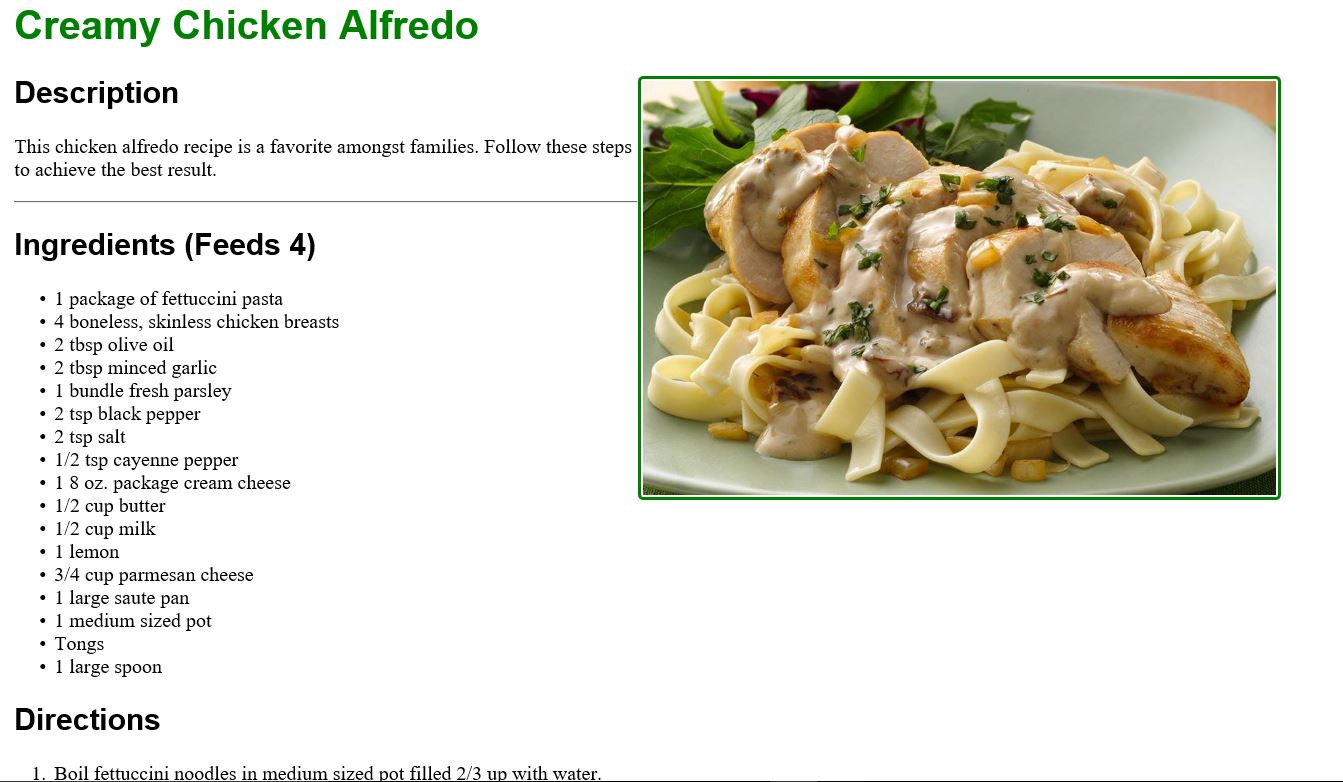 Creamy Chicken Alfredo
Description
This chicken alfredo recipe is a favorite amongst families. Follow these steps
to achieve the best result.
Ingredients (Feeds 4)
• 1 package of fettuccini pasta
• 4 boneless, skinless chicken breasts
• 2 tbsp olive oil
• 2 tbsp minced garlic
• 1 bundle fresh parsley
• 2 tsp black pepper
• 2 tsp salt
• 1/2 tsp cayenne pepper
• 1 8 oz. package cream cheese
• 1/2 cup butter
• 1/2 cup milk
• 1 lemon
• 3/4 cup parmesan cheese
• 1 large saute pan
• 1 medium sized pot
• Tongs
• 1 large spoon
Directions
1. Boil fettuccini noodles in medium sized pot filled 2/3 up with water.